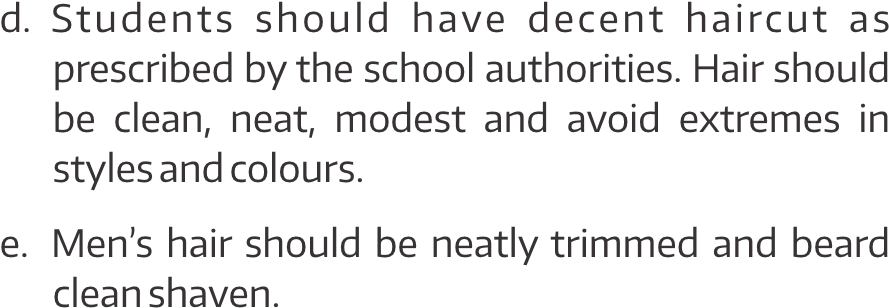 d. Students should have decent haircut as
prescribed by the school authorities. Hair should
be clean, neat, modest and avoid extremes in
styles and colours.
e. Men’s hair should be neatly trimmed and beard
clean shaven.